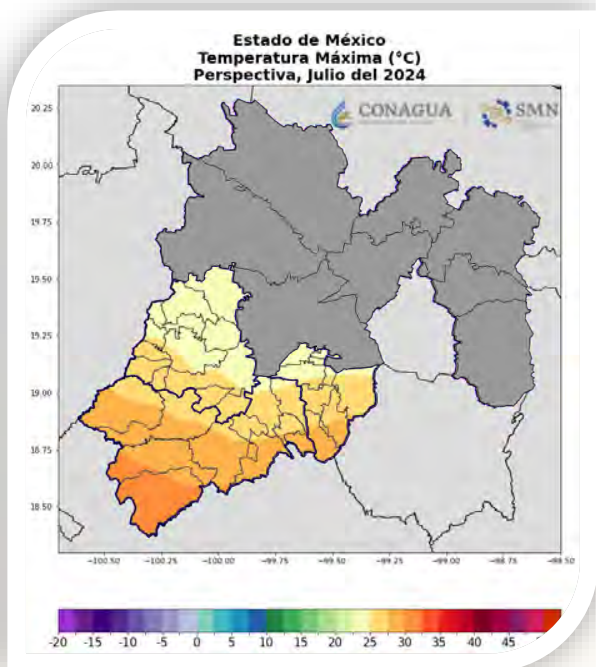 Estado de México
Temperatura Máxima (°C)
Perspectiva, Julio del 2024
CONAGUA
SMN
20.25
20.00
19.75
19.50
19.25
19.00
18.75
18.50
−100.50 −100.25 −100.00 −99.75 −99.50 −99.25 −99.00 −98.75 −98.50
-20 -15 -10 -5 0 5 10 15 20 25 30 35 40 45